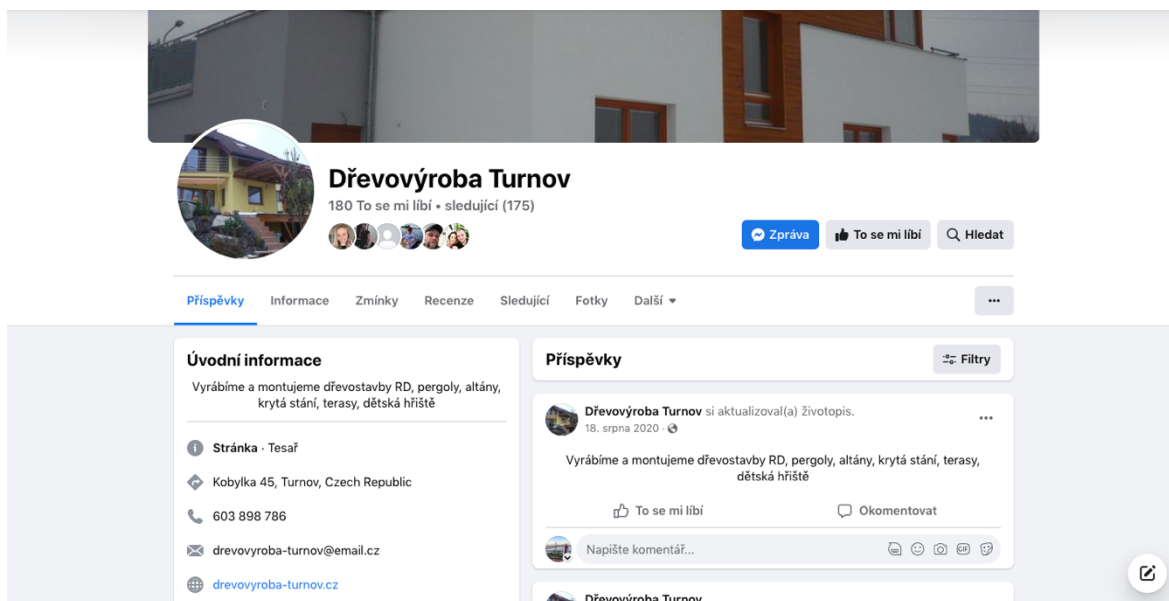 Dřevovýroba Turnov
180 To se mi líbí • sledující (175)
Zpráva
To se mi líbí
Hledat
Příspěvky
Informace
Zmínky
Recenze
Sledující
Fotky
Další
Úvodní informace
Vyrábíme a montujeme dřevostavby RD, pergoly, altány,
krytá stání, terasy, dětská hřiště
Stránka · Tesař
Kobylka 45, Turnov, Czech Republic
603 898 786
drevovyroba-turnov@email.cz
drevovyroba-turnov.cz
Příspěvky
Filtry
Dřevovýroba Turnov si aktualizoval(a) životopis.
18. srpna 2020 ·
Vyrábíme a montujeme dřevostavby RD, pergoly, altány, krytá stání, terasy,
dětská hřiště
To se mi líbí
Okomentovat
Napište komentář...
GIF
Dřevovýroba Turnov